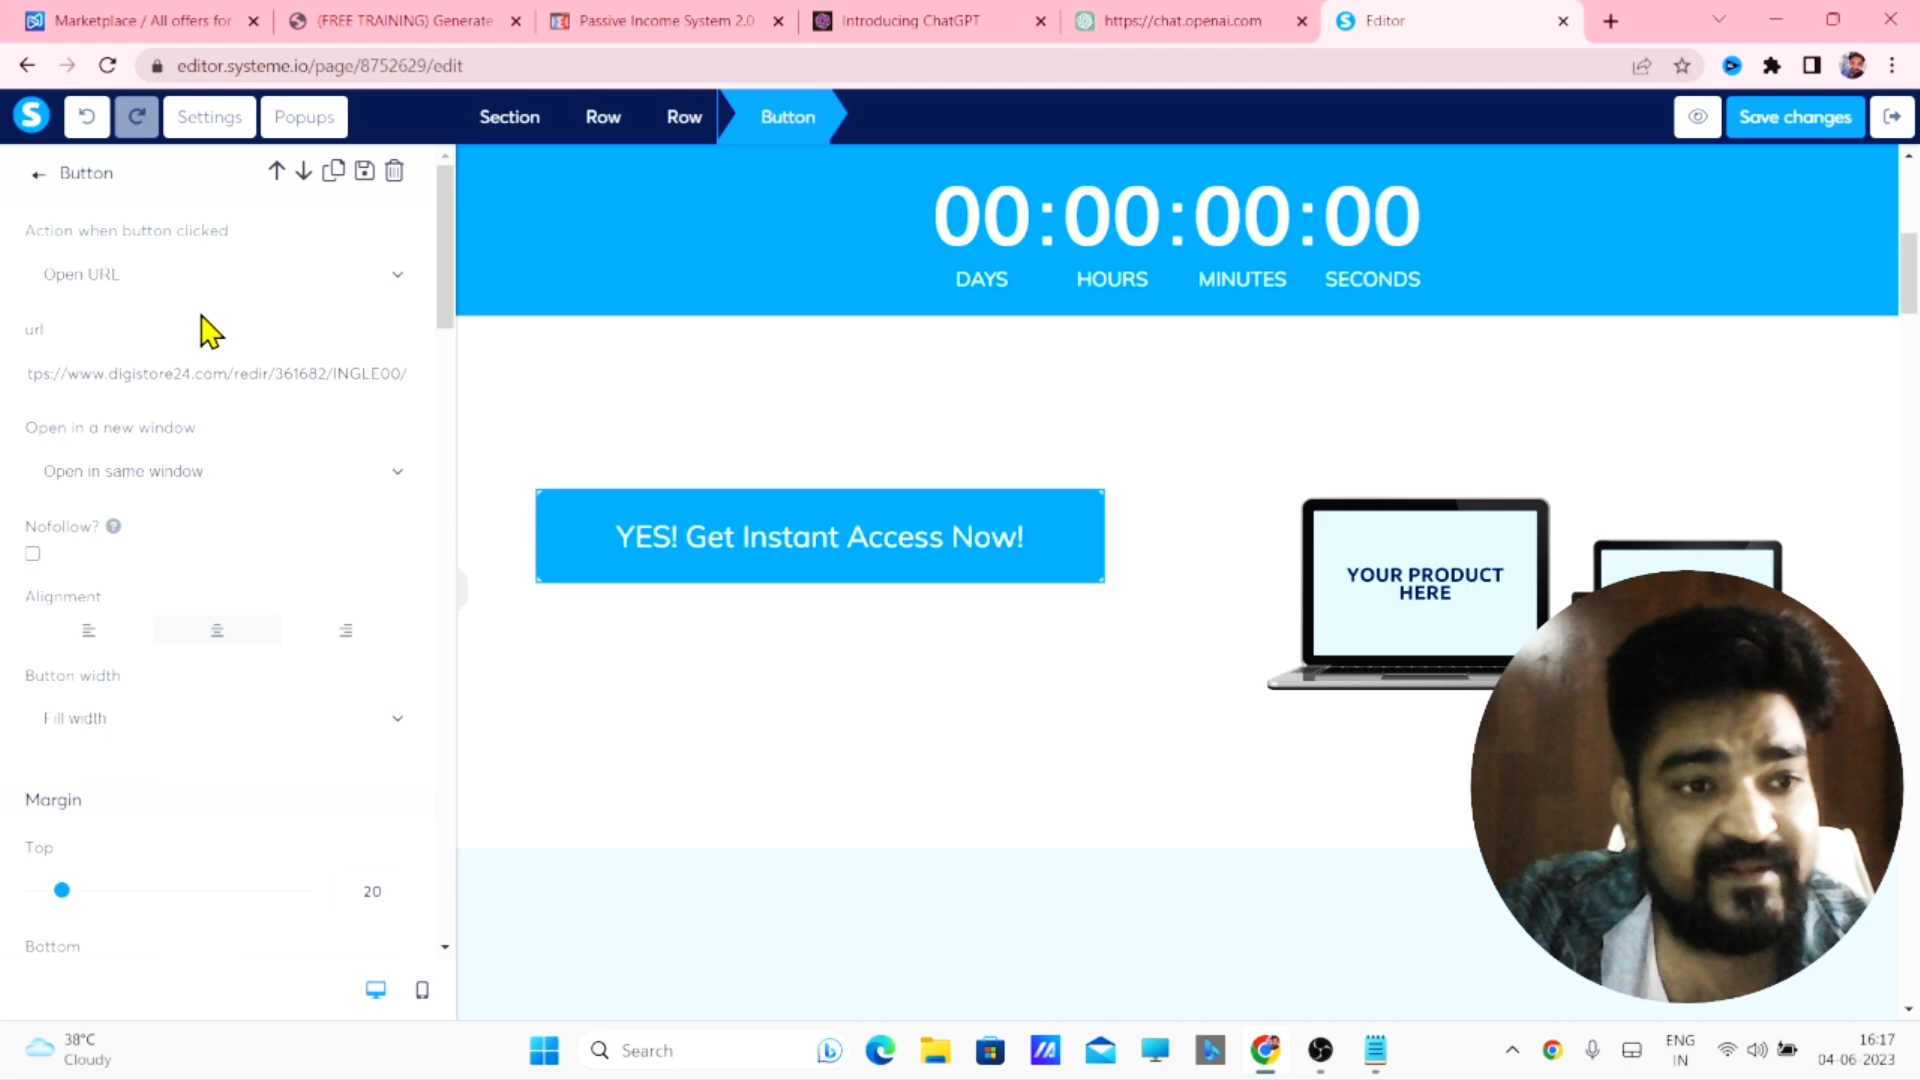 Marketplace / All offers for
(FREE TRAINING) Generate
Passive Income System 2.0
Introducing ChatGPT
https://chat.openai.com
Editor
editor.systeme.io/page/8752629/edit
Settings
Popups
Section
Row
Row
Button
Save changes
Button
Action when button clicked
Open URL
url
tps://www.digistore24.com/redir/361682/INGLE00/
Open in a new window
Open in same window
Nofollow?
Alignment
Button width
Fill width
Margin
Top
20
Bottom
00:00:00:00
DAYS HOURS MINUTES SECONDS
YES! Get Instant Access Now!
YOUR PRODUCT
HERE
38°C
Cloudy
Search
ENG
IN
16:17
04-06-2023